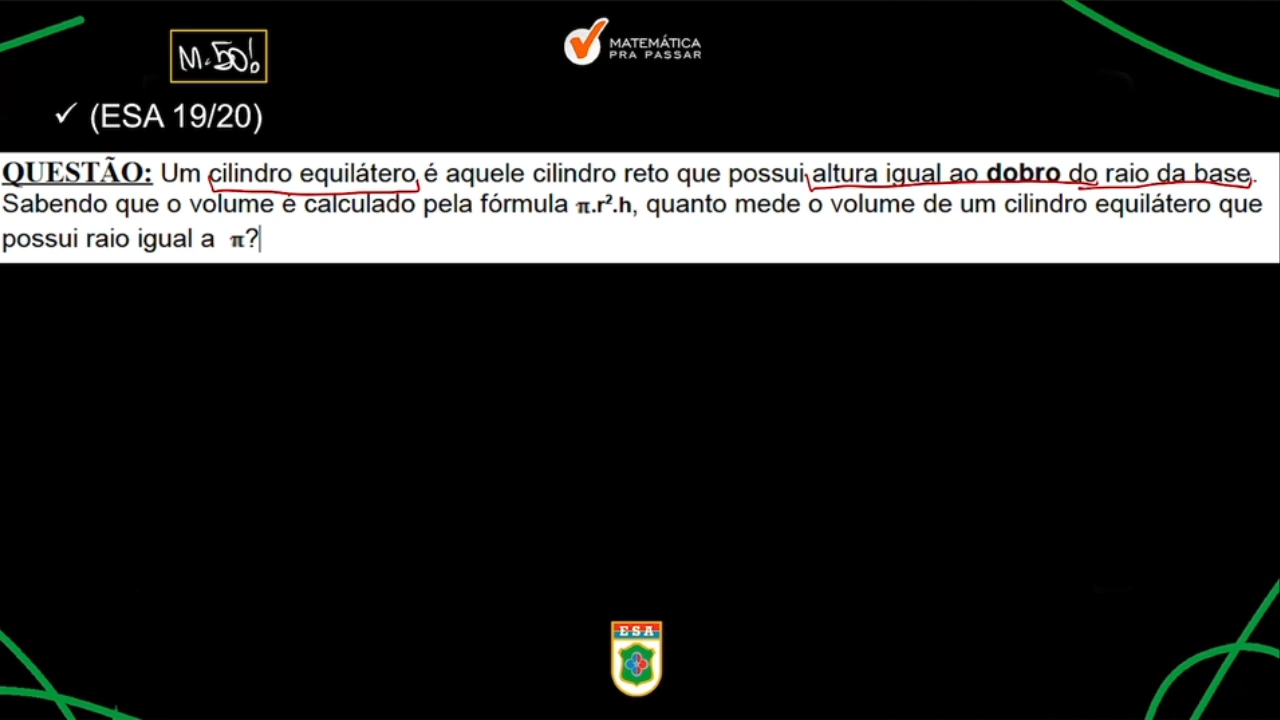 M.50!
MATEMÁTICA
PRA PASSAR
✓ (ESA 19/20)
QUESTÃO: Um cilindro equilátero é aquele cilindro reto que possui altura igual ao dobro do raio da base.
Sabendo que o volume é calculado pela fórmula π.r².h, quanto mede o volume de um cilindro equilátero que
possui raio igual a π?
ESA